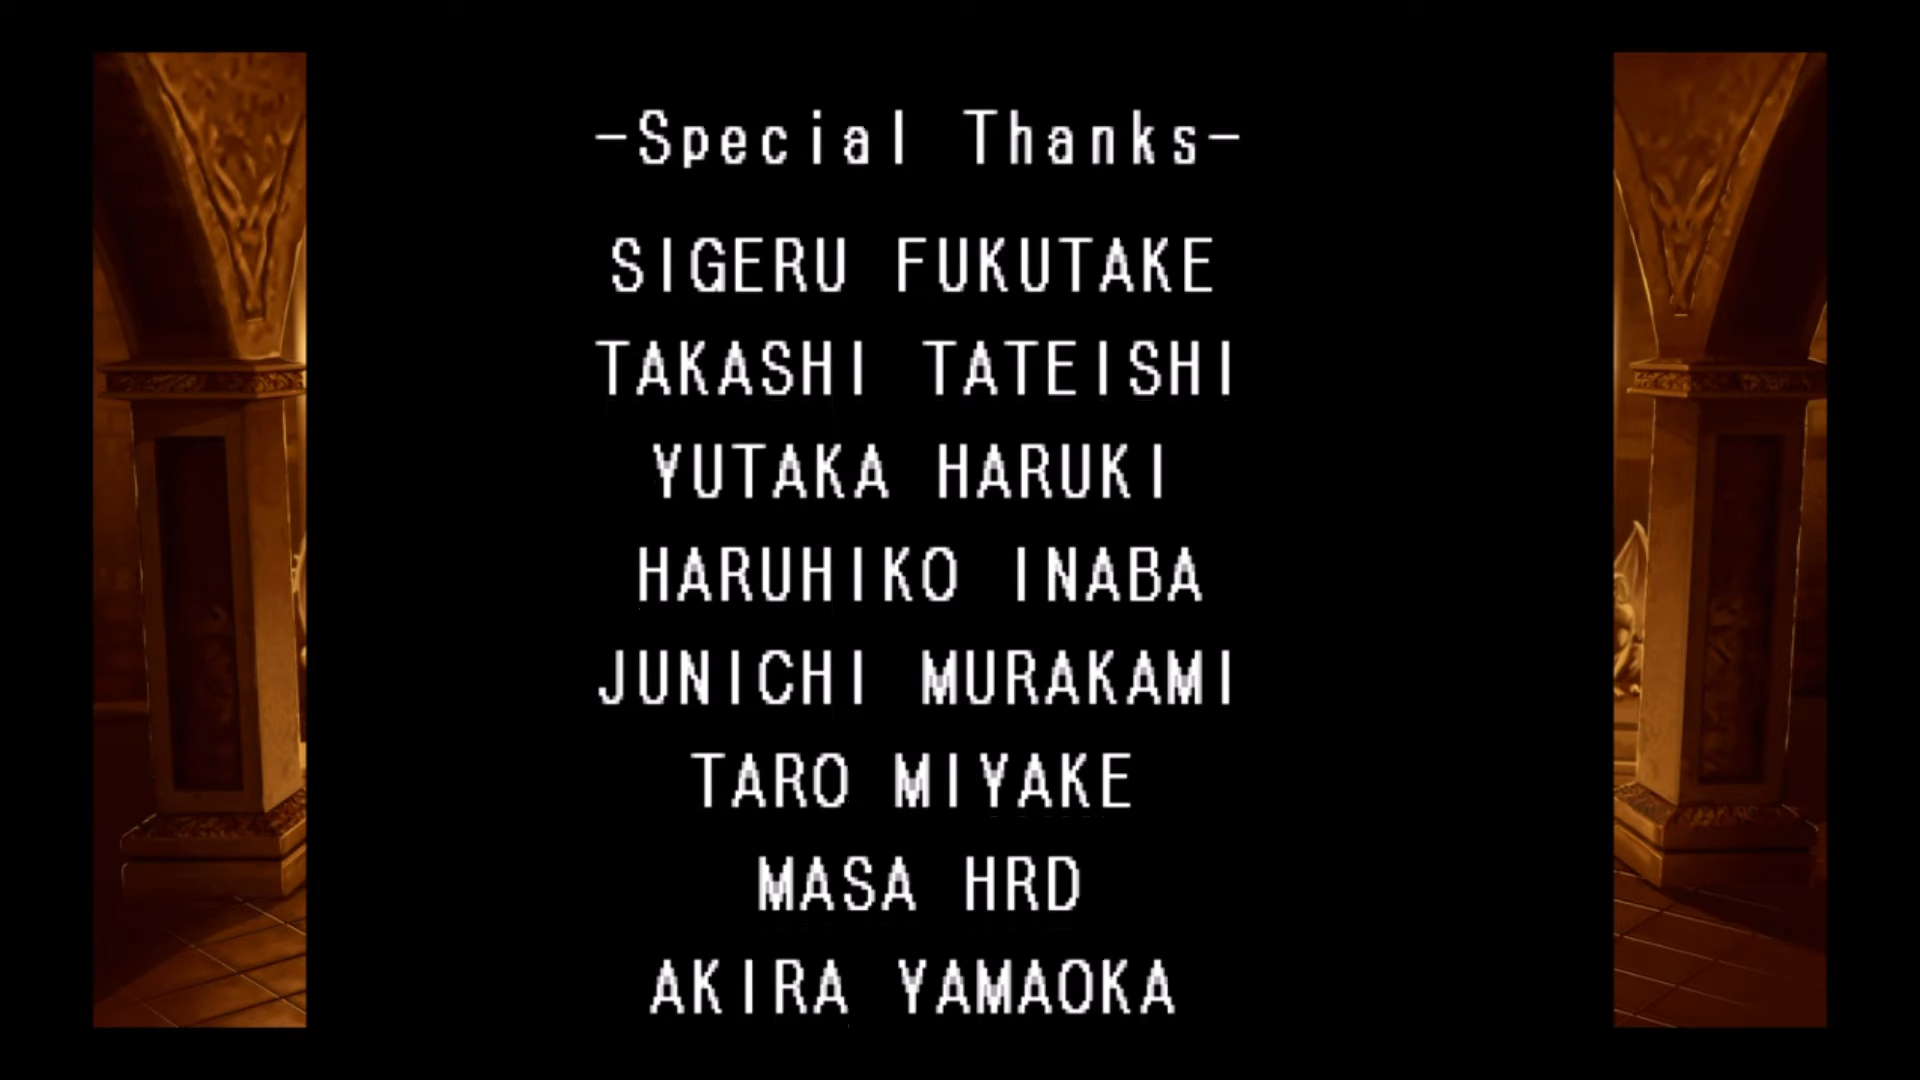 -Special Thanks-
SIGERU FUKUTAKE
TAKASHI TATEISHI
YUTAKA HARUKI
HARUHIKO INABA
JUNICHI MURAKAMI
TARO MIYAKE
MASA HRD
AKIRA YAMAOKA